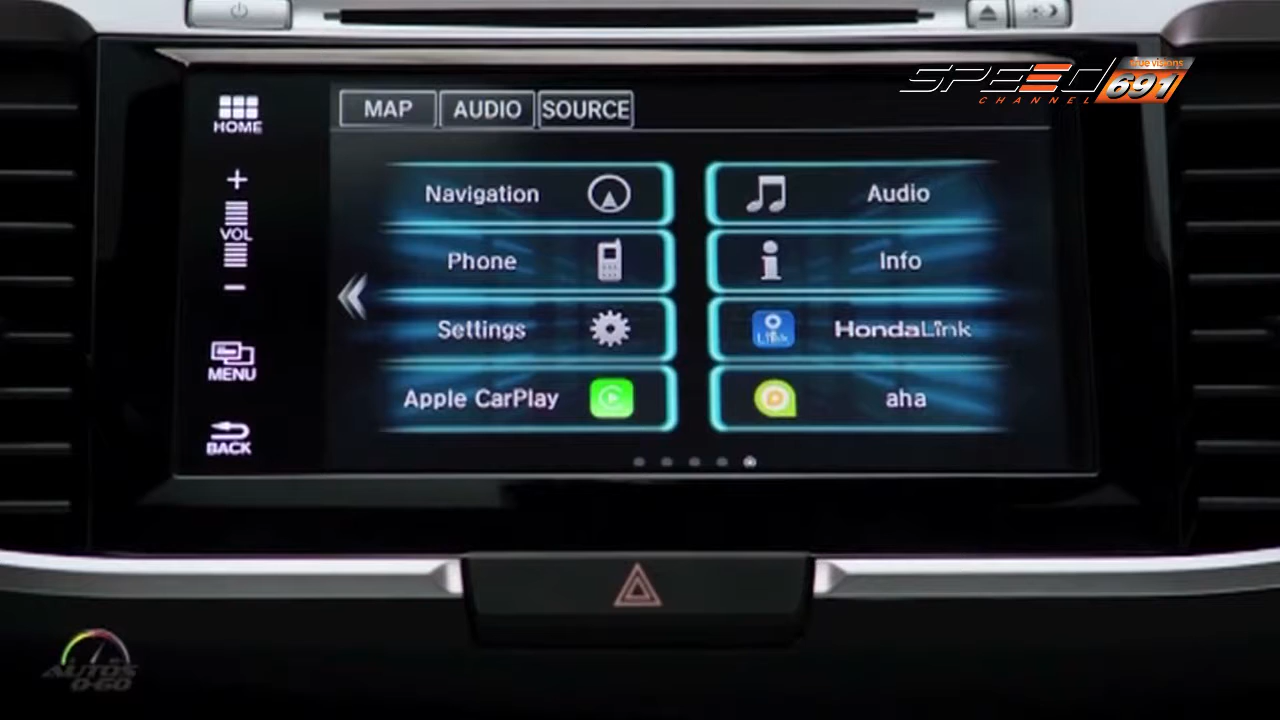 true visions
SPEED
691
CHANNEL
HOME
MAP
AUDIO
SOURCE
+
VOL
−
Navigation
Audio
Phone
Info
Settings
Link
HondaLink
Apple CarPlay
aha
MENU
BACK
AUTOS
0-60